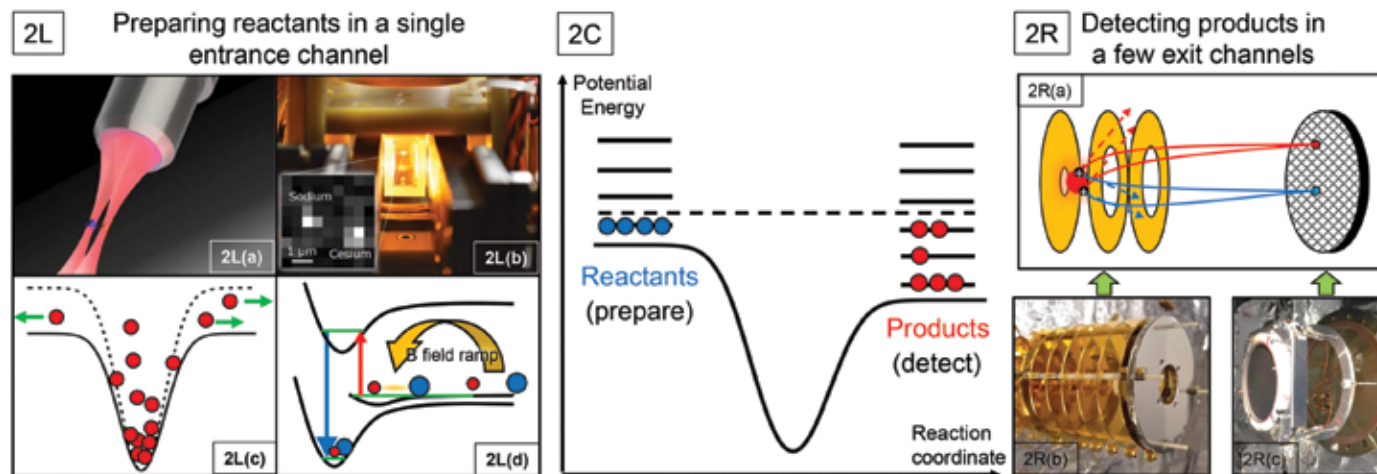 2L
Preparing reactants in a single
entrance channel
2L(a)
Sodium
1 μm
Cesium
2L(b)
2L(c)
B field ramp
2L(d)
2C
Potential
Energy
Reactants
(prepare)
Products
(detect)
Reaction
coordinate
2R
Detecting products in
a few exit channels
2R(a)
2R(b)
2R(c)